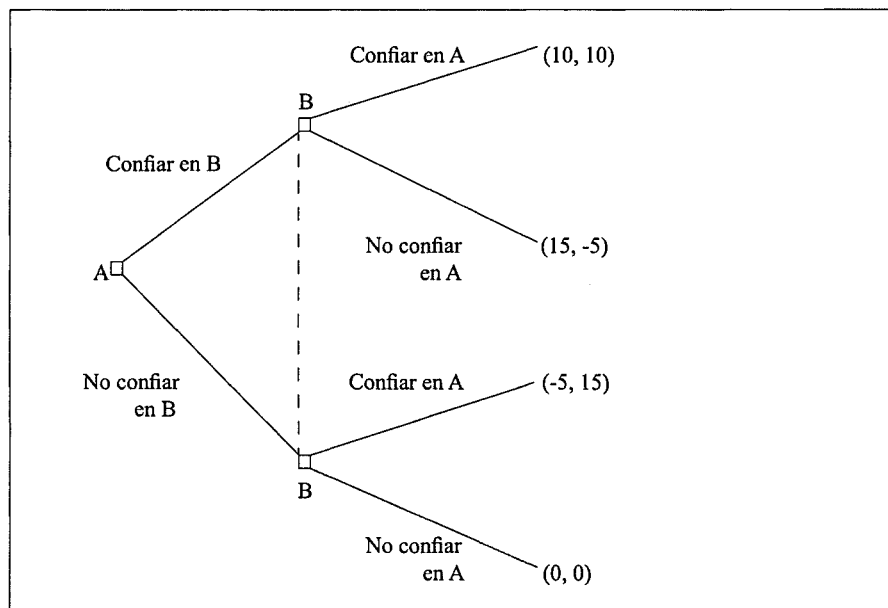 Confiar en A
(10, 10)
B
Confiar en B
No confiar
en A
(15, -5)
A
No confiar
en B
Confiar en A
(-5, 15)
B
No confiar
en A
(0, 0)